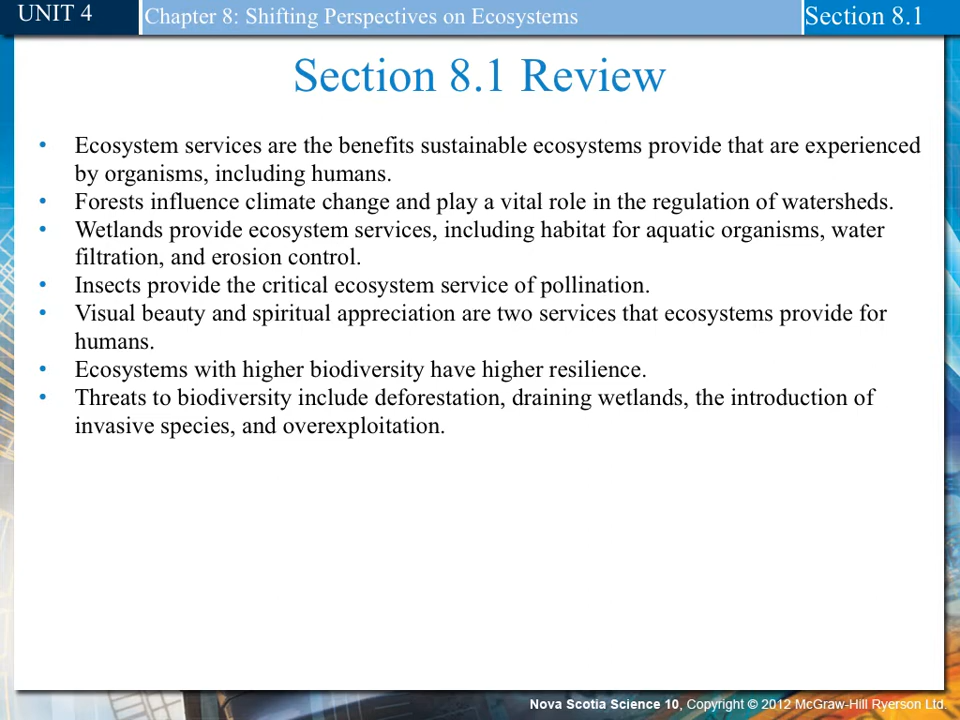 UNIT 4
Chapter 8: Shifting Perspectives on Ecosystems
Section 8.1
Section 8.1 Review
• Ecosystem services are the benefits sustainable ecosystems provide that are experienced
by organisms, including humans.
• Forests influence climate change and play a vital role in the regulation of watersheds.
• Wetlands provide ecosystem services, including habitat for aquatic organisms, water
filtration, and erosion control.
• Insects provide the critical ecosystem service of pollination.
• Visual beauty and spiritual appreciation are two services that ecosystems provide for
humans.
• Ecosystems with higher biodiversity have higher resilience.
• Threats to biodiversity include deforestation, draining wetlands, the introduction of
invasive species, and overexploitation.
Nova Scotia Science 10, Copyright © 2012 McGraw-Hill Ryerson Ltd.